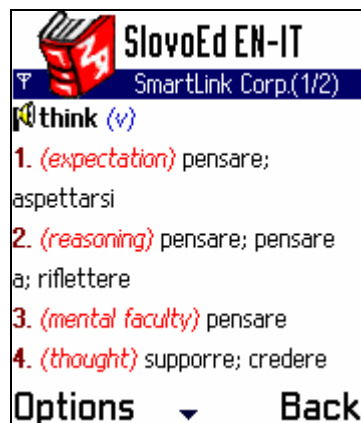 SlovoEd EN-IT
SmartLink Corp.(1/2)
think (v)
1. (expectation) pensare;
aspettarsi
2. (reasoning) pensare; pensare
a; riflettere
3. (mental faculty) pensare
4. (thought) supporre; credere
Options Back